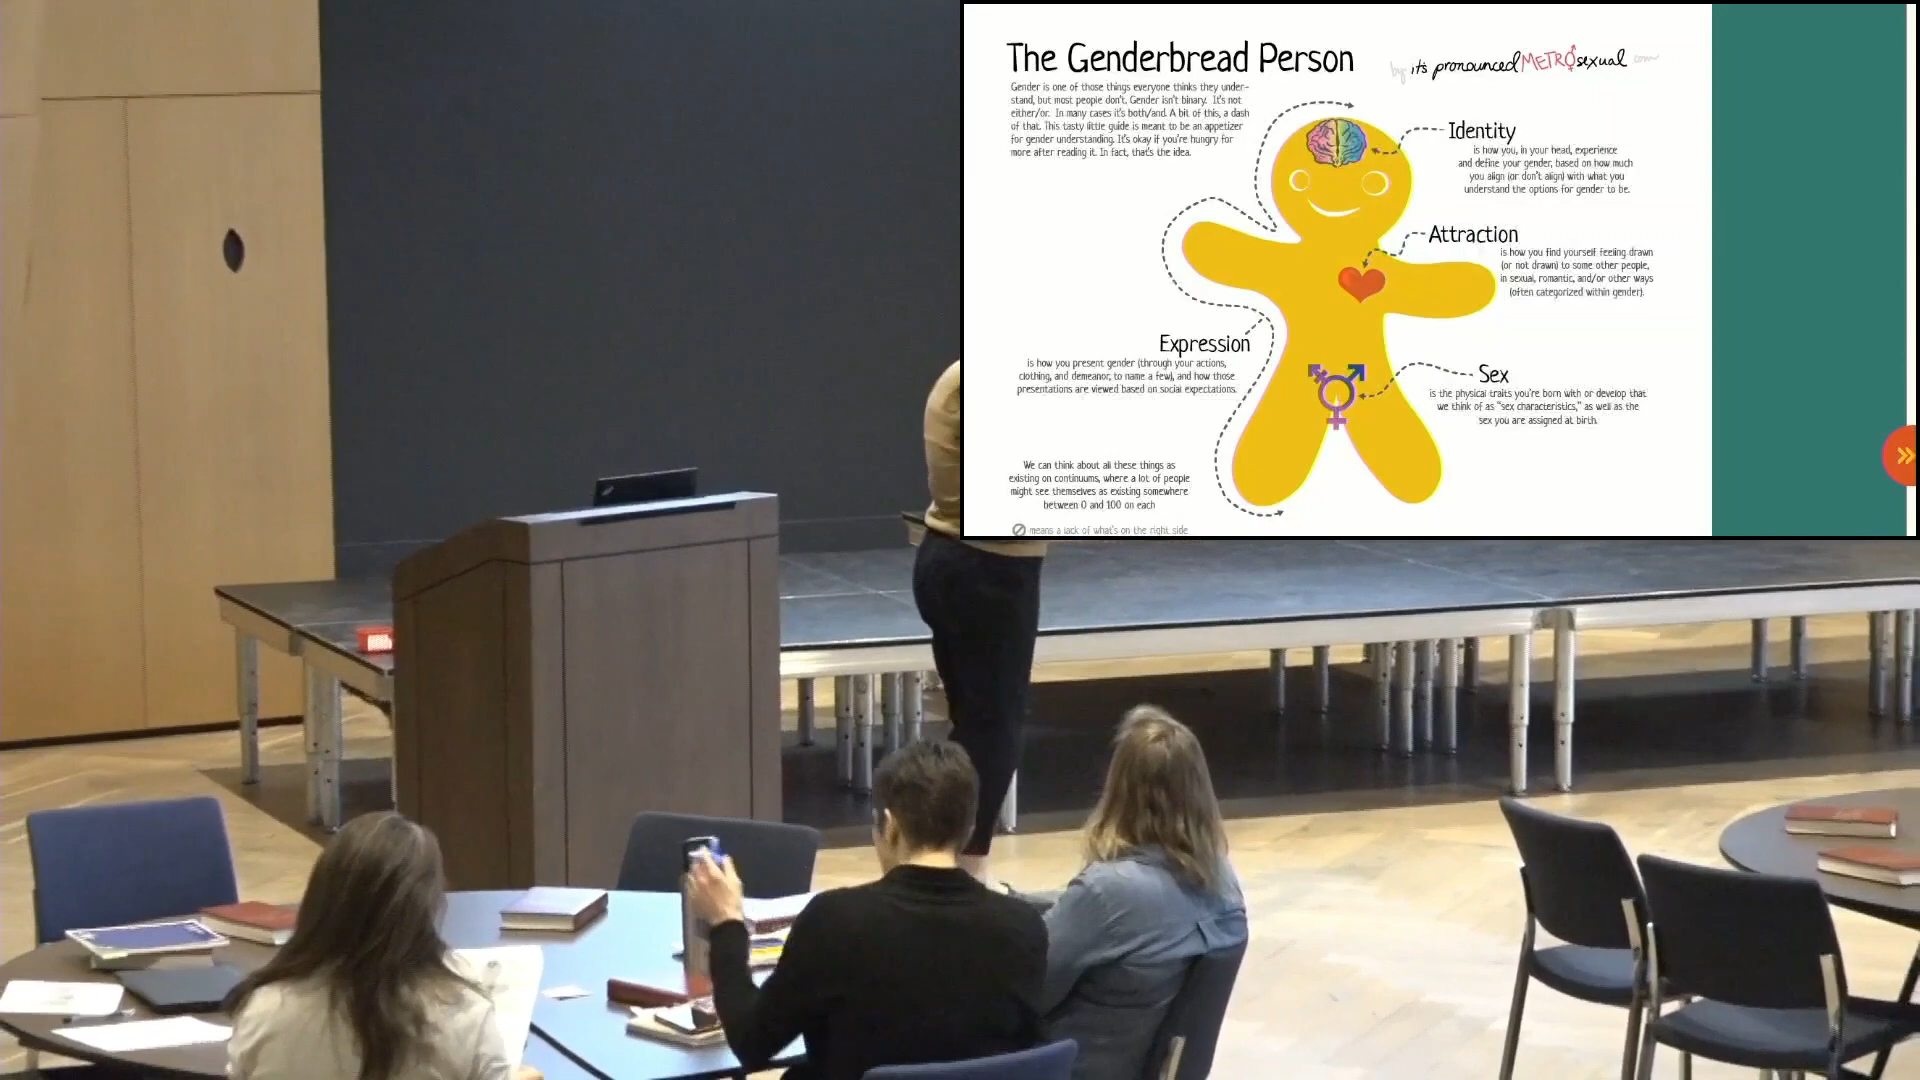 The Genderbread Person
by it's pronounced METROsexual com
Gender is one of those things everyone thinks they under-
stand, but most people don't. Gender isn't binary. It's not
either/or. In many cases it's both/and. A bit of this, a dash
of that. This tasty little guide is meant to be an appetizer
for gender understanding. It's okay if you're hungry for
more after reading it. In fact, that's the idea.
Identity
is how you, in your head, experience
and define your gender, based on how much
you align (or don't align) with what you
understand the options for gender to be.
Attraction
is how you find yourself feeling drawn
(or not drawn) to some other people,
in sexual, romantic, and/or other ways
(often categorized within gender).
Expression
is how you present gender (through your actions,
clothing, and demeanor, to name a few), and how those
presentations are viewed based on social expectations.
Sex
is the physical traits you're born with or develop that
we think of as "sex characteristics," as well as the
sex you are assigned at birth.
We can think about all these things as
existing on continuums, where a lot of people
might see themselves as existing somewhere
between 0 and 100 on each
means a lack of what's on the right side